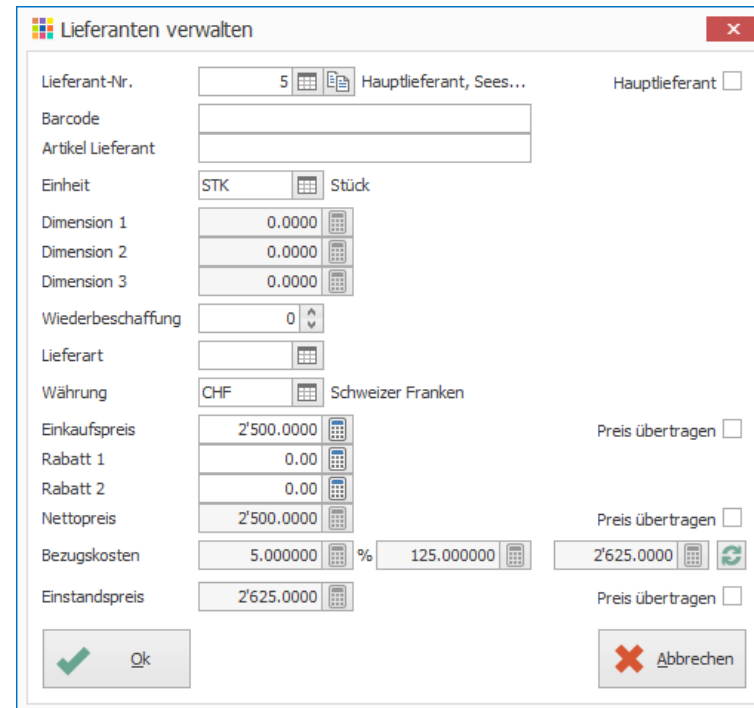 Lieferanten verwalten
Lieferant-Nr. 5 Hauptlieferant, Sees... Hauptlieferant
Barcode
Artikel Lieferant
Einheit STK Stück
Dimension 1 0.0000
Dimension 2 0.0000
Dimension 3 0.0000
Wiederbeschaffung 0
Lieferart
Währung CHF Schweizer Franken
Einkaufspreis 2'500.0000 Preis übertragen
Rabatt 1 0.00
Rabatt 2 0.00
Nettopreis 2'500.0000 Preis übertragen
Bezugskosten 5.000000 % 125.000000 2'625.0000
Einstandspreis 2'625.0000 Preis übertragen
Ok Abbrechen